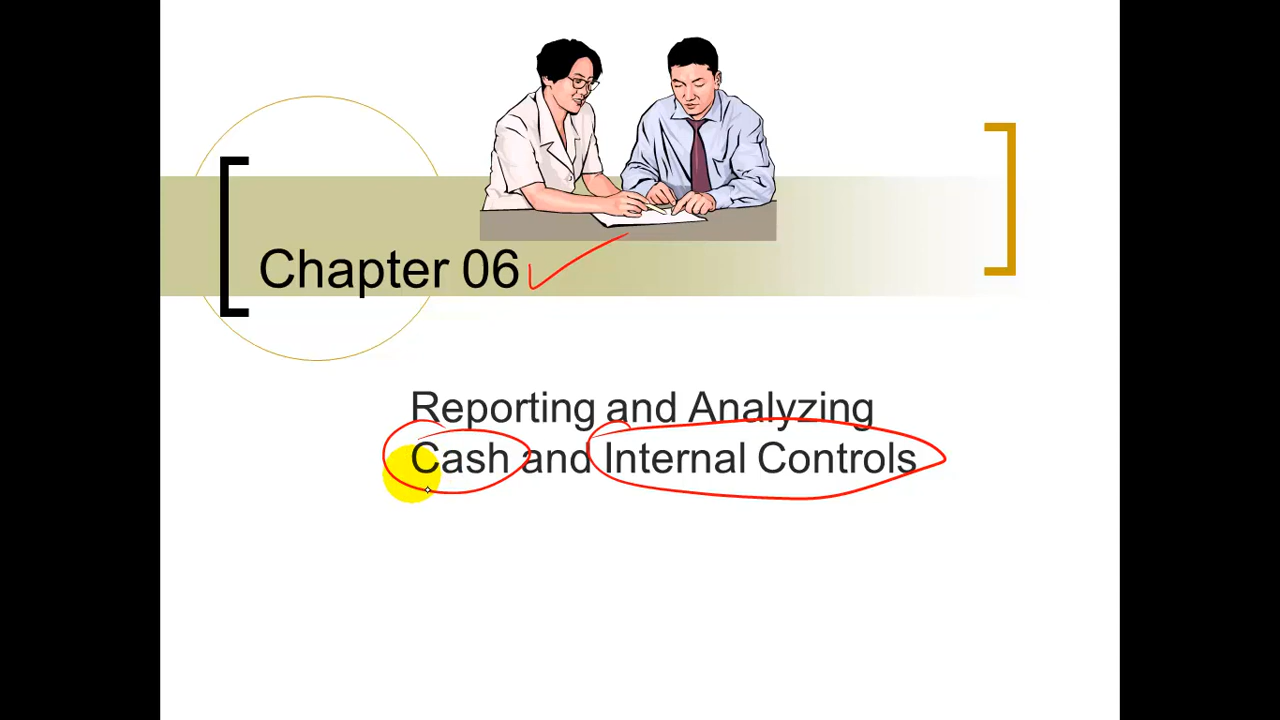 Chapter 06
Reporting and Analyzing
Cash and Internal Controls